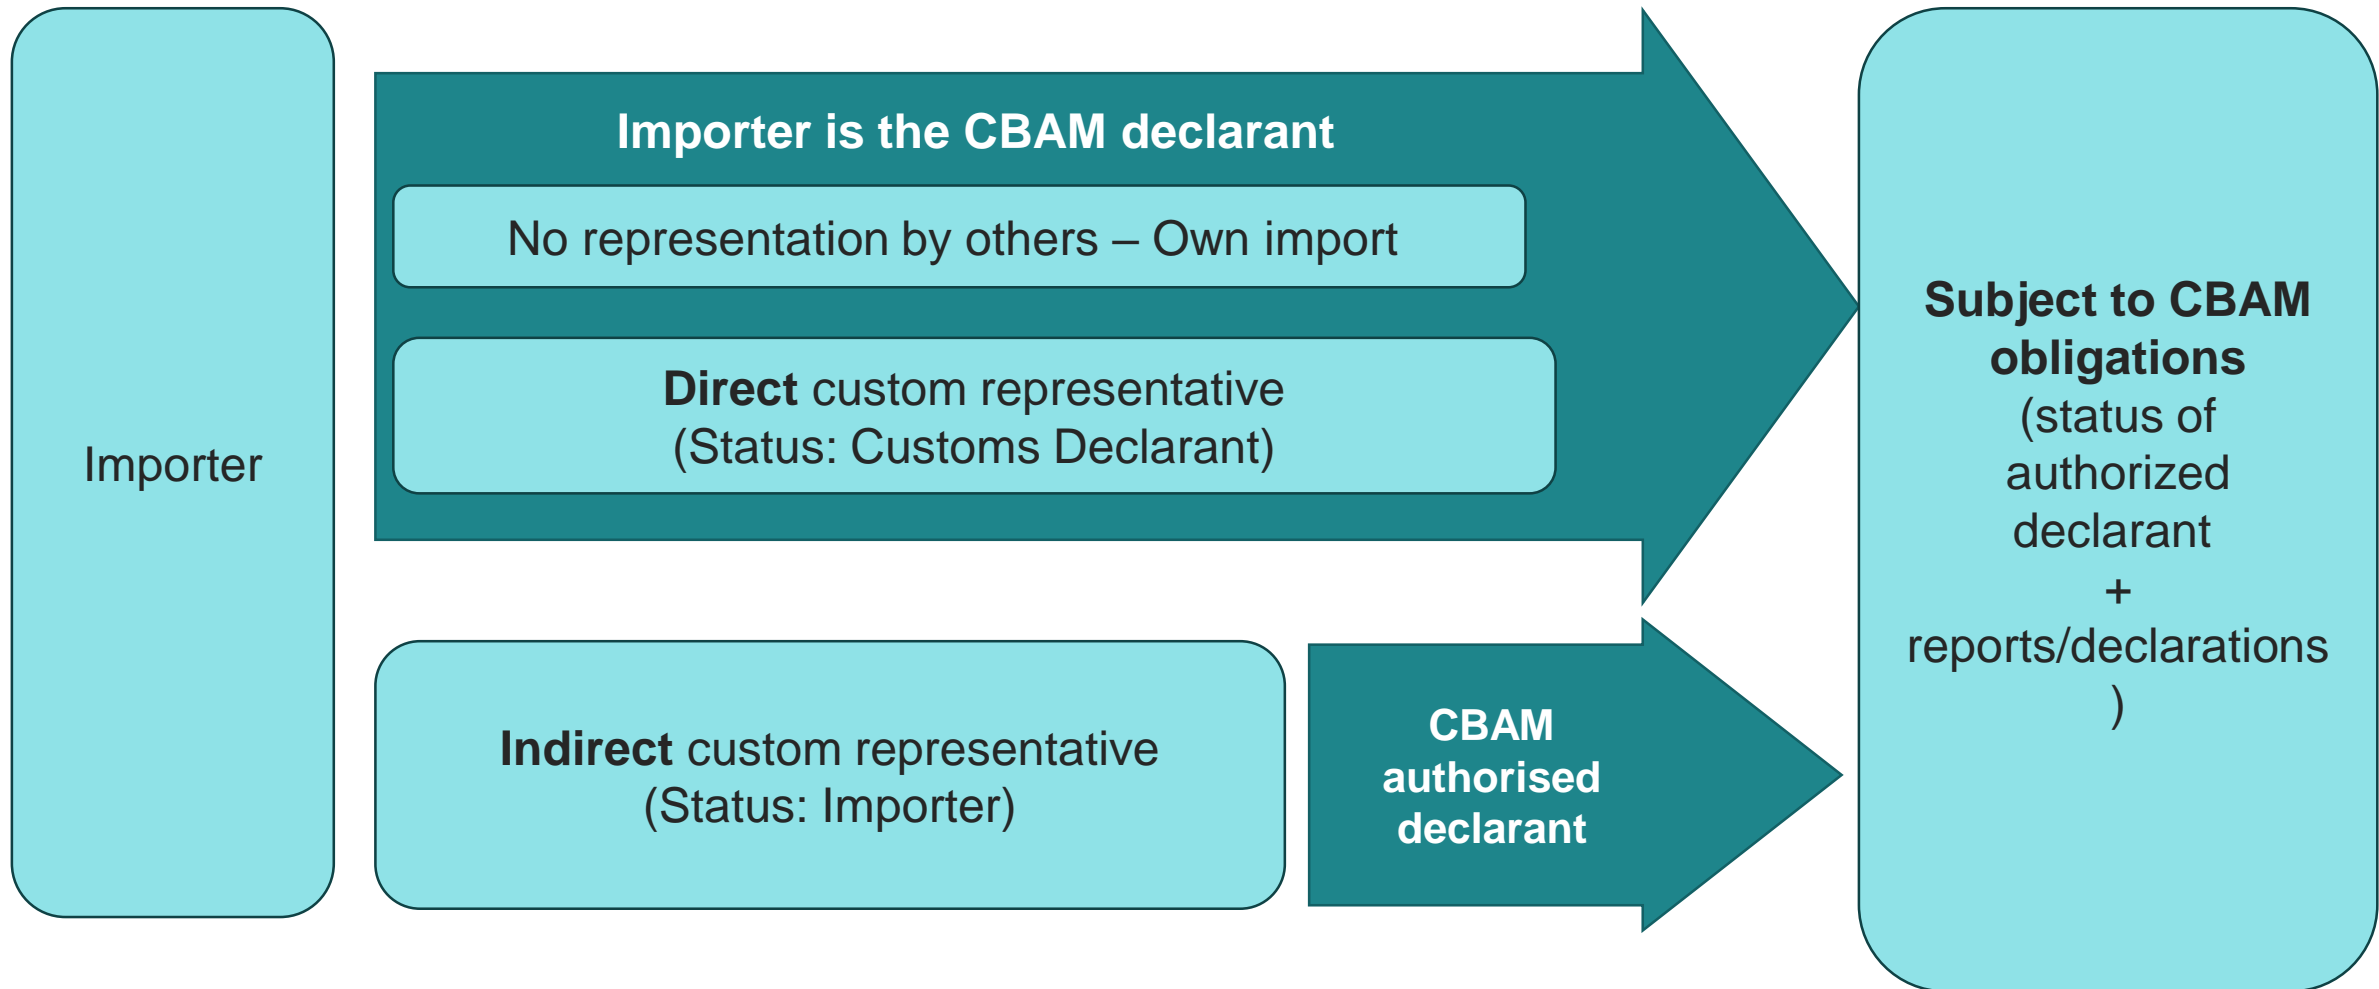 Importer
Importer is the CBAM declarant
No representation by others – Own import
Direct custom representative
(Status: Customs Declarant)
Indirect custom representative
(Status: Importer)
CBAM
authorised
declarant
Subject to CBAM
obligations
(status of
authorized
declarant
+
reports/declarations
)